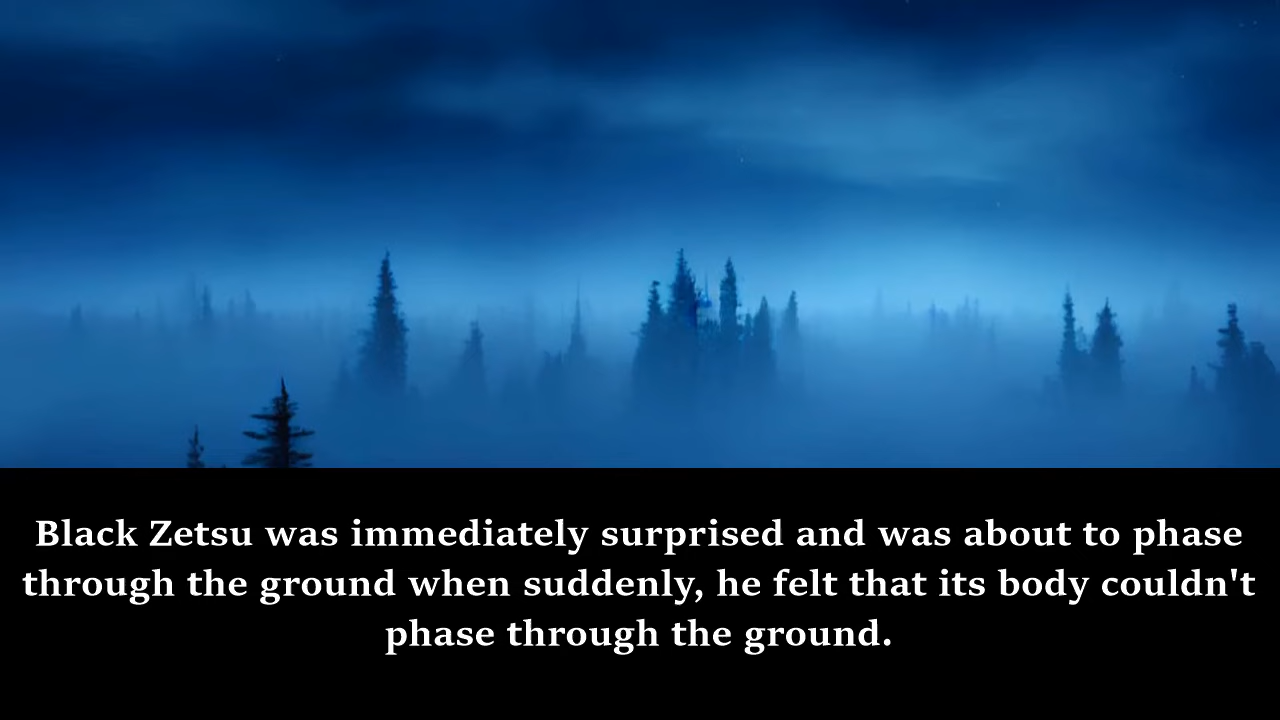 Black Zetsu was immediately surprised and was about to phase
through the ground when suddenly, he felt that its body couldn't
phase through the ground.